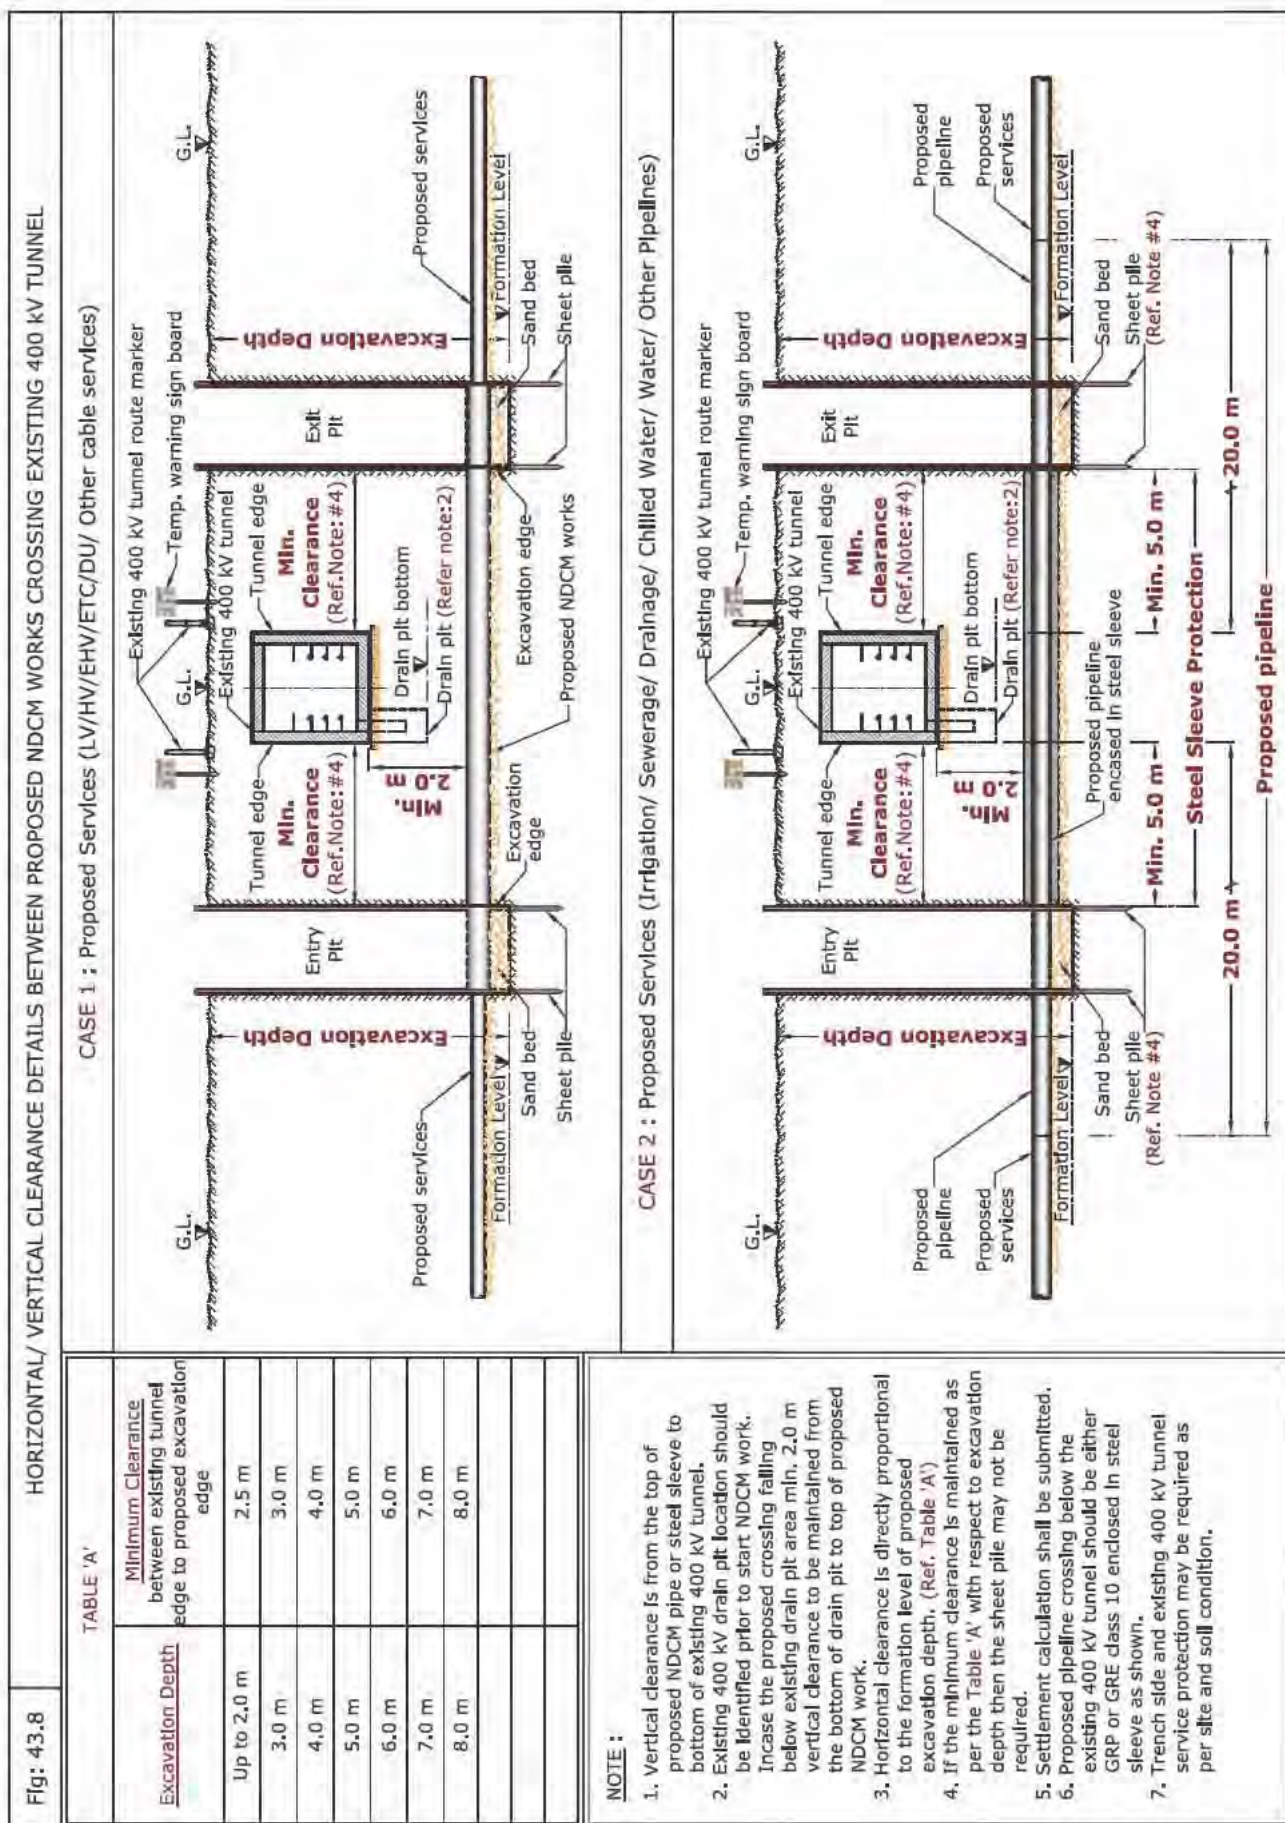 Fig: 43.8
HORIZONTAL/ VERTICAL CLEARANCE DETAILS BETWEEN PROPOSED NDCM WORKS CROSSING EXISTING 400 kV TUNNEL
TABLE 'A'
Excavation Depth
Minimum Clearance
between existing tunnel
edge to proposed excavation
edge
Up to 2.0 m
2.5 m
3.0 m
3.0 m
4.0 m
4.0 m
5.0 m
5.0 m
6.0 m
6.0 m
7.0 m
7.0 m
8.0 m
8.0 m
NOTE :
1. Vertical clearance is from the top of
proposed NDCM pipe or steel sleeve to
bottom of existing 400 kV tunnel.
2. Existing 400 kV drain pit location should
be identified prior to start NDCM work.
Incase the proposed crossing falling
below existing drain pit area min. 2.0 m
vertical clearance to be maintained from
the bottom of drain pit to top of proposed
NDCM work.
3. Horizontal clearance is directly proportional
to the formation level of proposed
excavation depth. (Ref. Table 'A')
4. If the minimum clearance is maintained as
per the Table 'A' with respect to excavation
depth then the sheet pile may not be
required.
5. Settlement calculation shall be submitted.
6. Proposed pipeline crossing below the
existing 400 kV tunnel should be either
GRP or GRE class 10 enclosed in steel
sleeve as shown.
7. Trench side and existing 400 kV tunnel
service protection may be required as
per site and soil condition.
CASE 1 : Proposed Services (LV/HV/EHV/ETC/DU/ Other cable services)
Existing 400 kV tunnel route marker
Temp. warning sign board
G.L.
G.L.
G.L.
Existing 400 kV tunnel
Tunnel edge
Tunnel edge
Min.
Clearance
(Ref.Note:#4)
Min.
Clearance
(Ref.Note:#4)
Entry
Pit
Exit
Pit
Excavation Depth
Excavation Depth
Min.
2.0 m
Drain pit bottom
Drain pit (Refer note:2)
Proposed services
Proposed services
Excavation
edge
Excavation edge
Formation Level
Formation Level
Sand bed
Sand bed
Sheet pile
Sheet pile
Proposed NDCM works
CASE 2 : Proposed Services (Irrigation/ Sewerage/ Drainage/ Chilled Water/ Water/ Other Pipelines)
Existing 400 kV tunnel route marker
Temp. warning sign board
G.L.
G.L.
G.L.
Existing 400 kV tunnel
Tunnel edge
Tunnel edge
Min.
Clearance
(Ref.Note:#4)
Min.
Clearance
(Ref.Note:#4)
Entry
Pit
Exit
Pit
Excavation Depth
Excavation Depth
Min.
2.0 m
Drain pit bottom
Drain pit (Refer note:2)
Proposed
pipeline
Proposed
pipeline
Proposed
services
Proposed
services
Formation Level
Formation Level
Sand bed
Sand bed
Sheet pile
(Ref. Note #4)
Sheet pile
(Ref. Note #4)
Proposed pipeline
encased in steel sleeve
Min. 5.0 m
Min. 5.0 m
Steel Sleeve Protection
20.0 m
20.0 m
Proposed pipeline